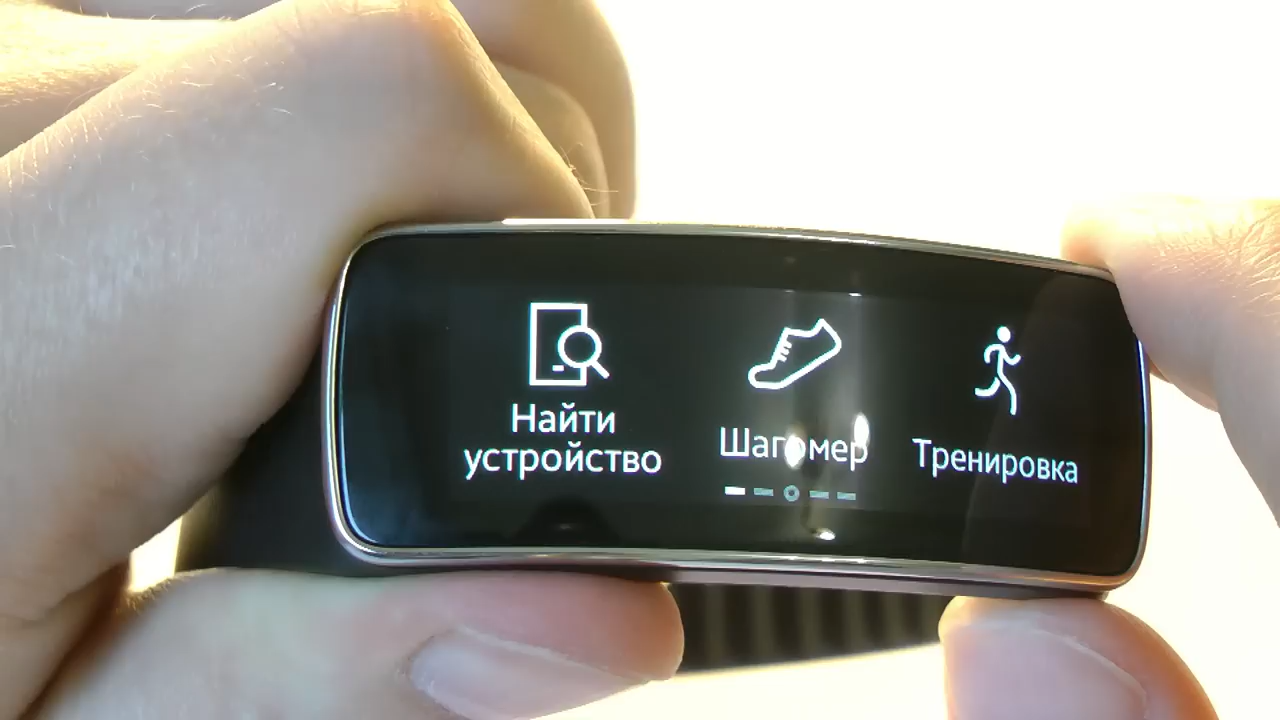 Найти
устройство
Шагомер
Тренировка